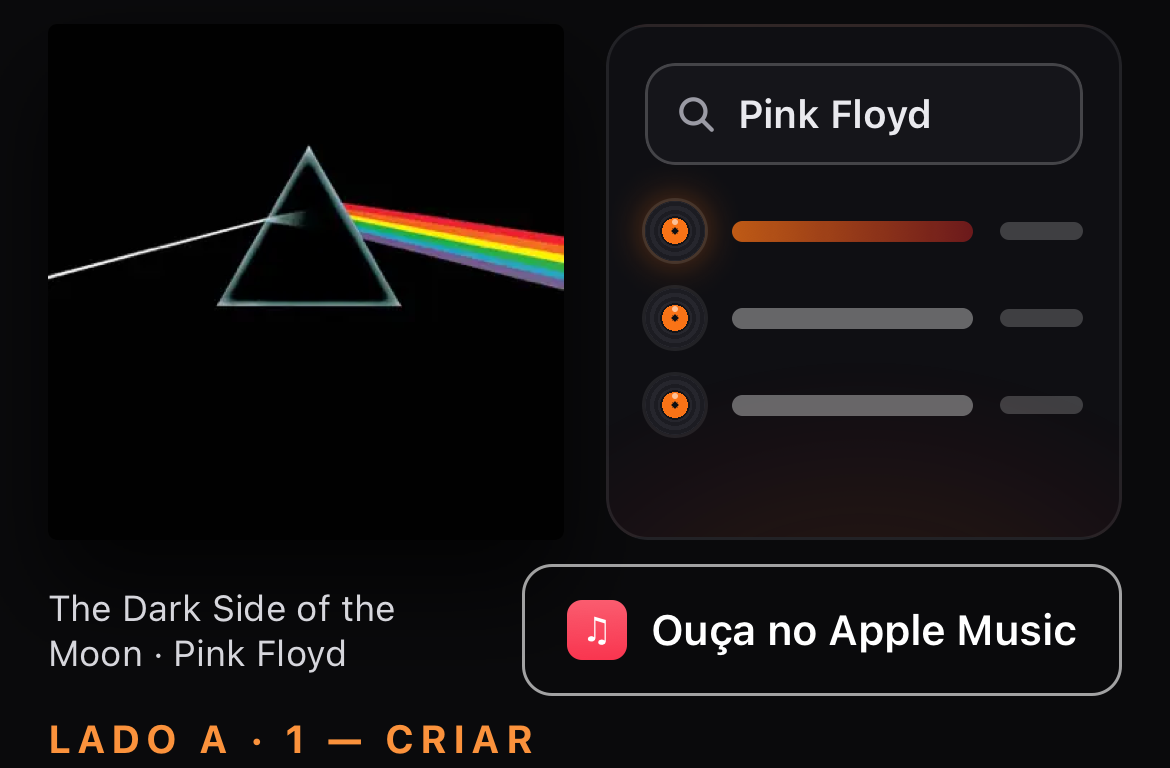 Pink Floyd
The Dark Side of the
Moon · Pink Floyd
Ouça no Apple Music
LADO A · 1 — CRIAR